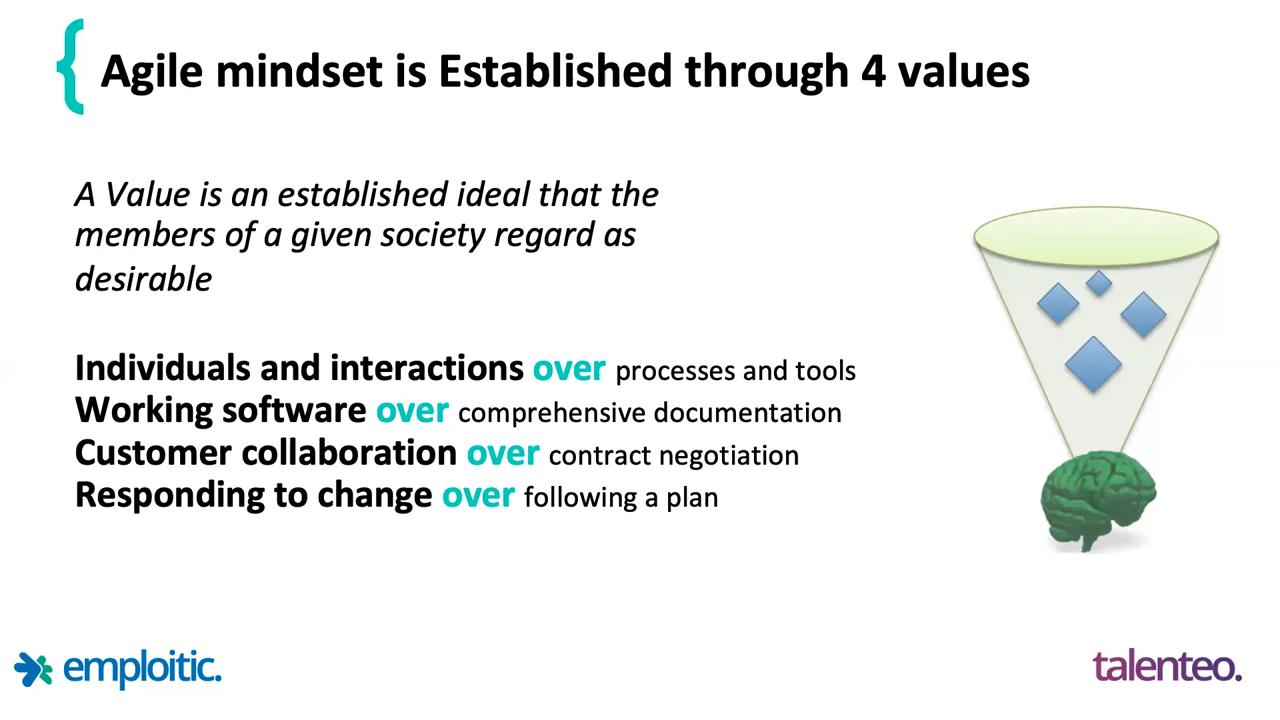 { Agile mindset is Established through 4 values
A Value is an established ideal that the
members of a given society regard as
desirable
Individuals and interactions over processes and tools
Working software over comprehensive documentation
Customer collaboration over contract negotiation
Responding to change over following a plan
emploitic.
talenteo.